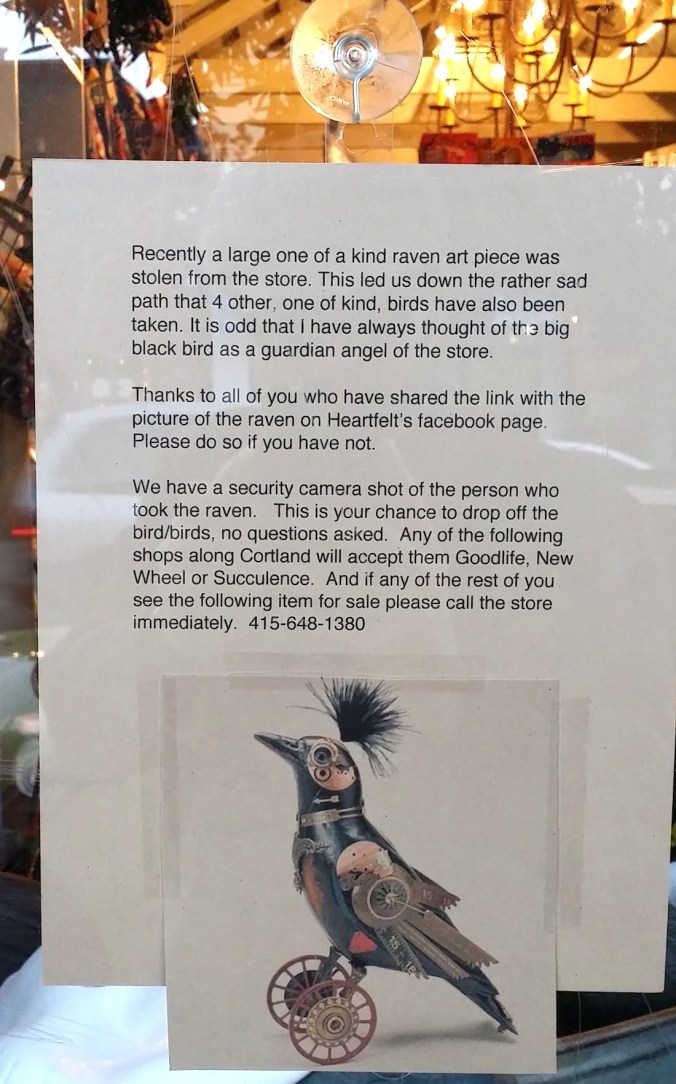 Recently a large one of a kind raven art piece was
stolen from the store. This led us down the rather sad
path that 4 other, one of kind, birds have also been
taken. It is odd that I have always thought of the big
black bird as a guardian angel of the store.
Thanks to all of you who have shared the link with the
picture of the raven on Heartfelt's facebook page.
Please do so if you have not.
We have a security camera shot of the person who
took the raven. This is your chance to drop off the
bird/birds, no questions asked. Any of the following
shops along Cortland will accept them Goodlife, New
Wheel or Succulence. And if any of the rest of you
see the following item for sale please call the store
immediately. 415-648-1380